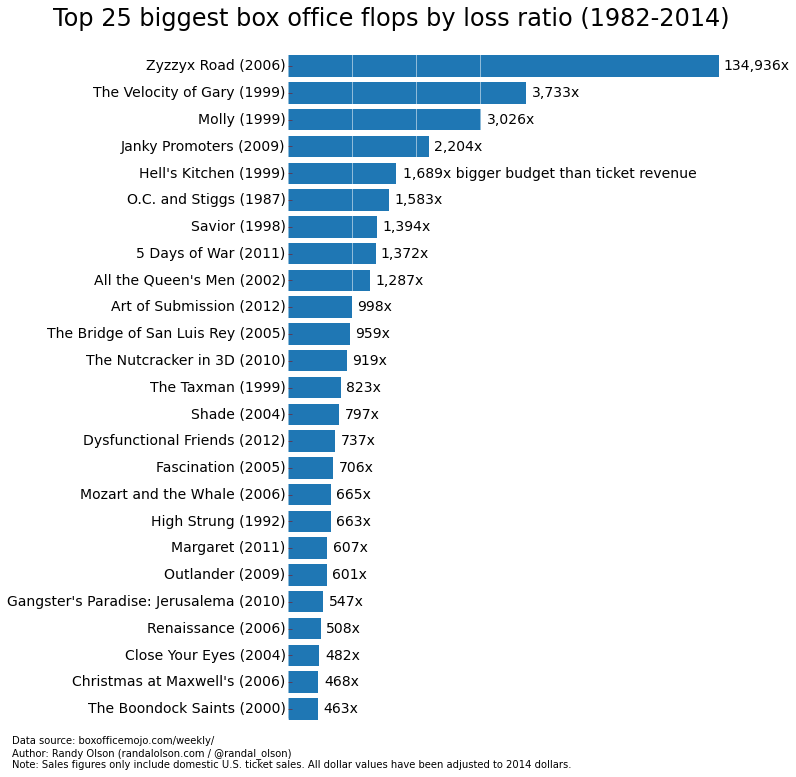 Top 25 biggest box office flops by loss ratio (1982-2014)
Zyzzyx Road (2006) 134,936x
The Velocity of Gary (1999) 3,733x
Molly (1999) 3,026x
Janky Promoters (2009) 2,204x
Hell's Kitchen (1999) 1,689x bigger budget than ticket revenue
O.C. and Stiggs (1987) 1,583x
Savior (1998) 1,394x
5 Days of War (2011) 1,372x
All the Queen's Men (2002) 1,287x
Art of Submission (2012) 998x
The Bridge of San Luis Rey (2005) 959x
The Nutcracker in 3D (2010) 919x
The Taxman (1999) 823x
Shade (2004) 797x
Dysfunctional Friends (2012) 737x
Fascination (2005) 706x
Mozart and the Whale (2006) 665x
High Strung (1992) 663x
Margaret (2011) 607x
Outlander (2009) 601x
Gangster's Paradise: Jerusalema (2010) 547x
Renaissance (2006) 508x
Close Your Eyes (2004) 482x
Christmas at Maxwell's (2006) 468x
The Boondock Saints (2000) 463x
Data source: boxofficemojo.com/weekly/
Author: Randy Olson (randalolson.com / @randal_olson)
Note: Sales figures only include domestic U.S. ticket sales. All dollar values have been adjusted to 2014 dollars.